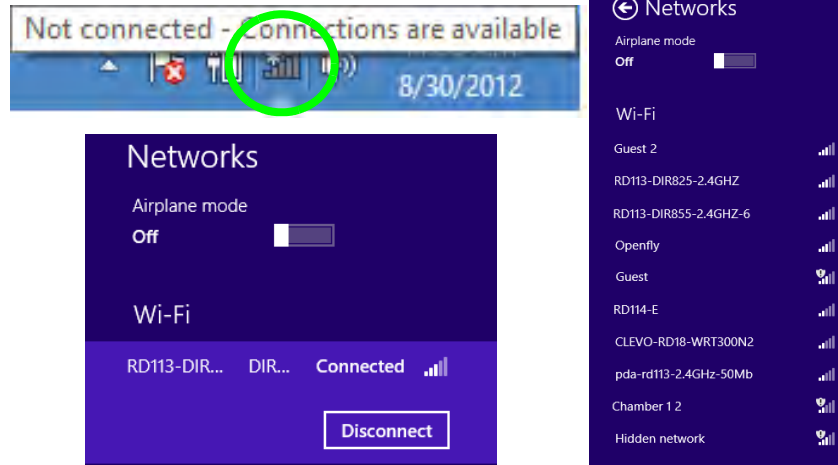 Not connected - Connections are available
8/30/2012
Networks
Airplane mode
Off
Wi-Fi
RD113-DIR... DIR... Connected
Disconnect
Networks
Airplane mode
Off
Wi-Fi
Guest 2
RD113-DIR825-2.4GHZ
RD113-DIR855-2.4GHZ-6
Openfly
Guest
RD114-E
CLEVO-RD18-WRT300N2
pda-rd113-2.4GHz-50Mb
Chamber 1 2
Hidden network